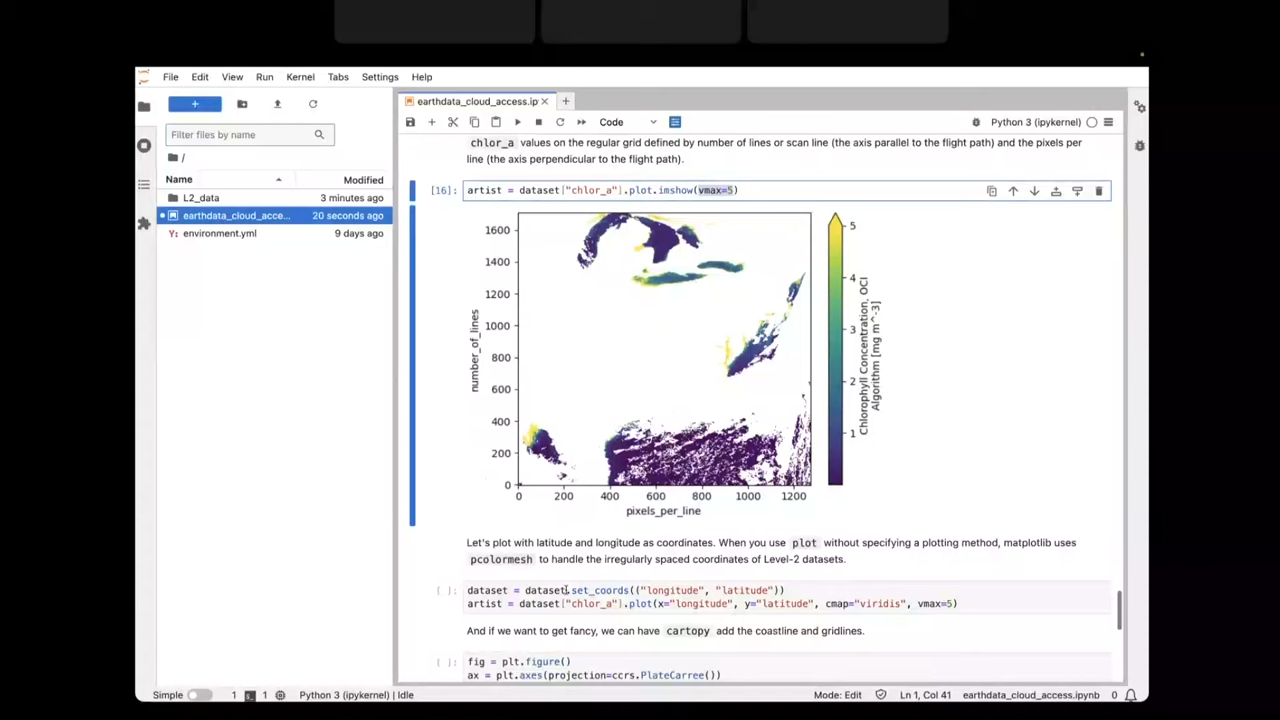 File Edit View Run Kernel Tabs Settings Help
earthdata_cloud_access.ip
Filter files by name
Code
Python 3 (ipykernel)
/
Name Modified
L2_data 3 minutes ago
earthdata_cloud_acce... 20 seconds ago
Y: environment.yml 9 days ago
chlor_a values on the regular grid defined by number of lines or scan line (the axis parallel to the flight path) and the pixels per
line (the axis perpendicular to the flight path).
[16]: artist = dataset["chlor_a"].plot.imshow(vmax=5)
1600
1400
1200
1000
800
600
400
200
0
number_of_lines
0 200 400 600 800 1000 1200
pixels_per_line
5
4
3
2
1
Chlorophyll Concentration, OCI
Algorithm [mg m^-3]
Let's plot with latitude and longitude as coordinates. When you use plot without specifying a plotting method, matplotlib uses
pcolormesh to handle the irregularly spaced coordinates of Level-2 datasets.
[ ]: dataset = dataset.set_coords(("longitude", "latitude"))
artist = dataset["chlor_a"].plot(x="longitude", y="latitude", cmap="viridis", vmax=5)
And if we want to get fancy, we can have cartopy add the coastline and gridlines.
[ ]: fig = plt.figure()
ax = plt.axes(projection=ccrs.PlateCarree())
Simple 1 1 Python 3 (ipykernel) | Idle Mode: Edit Ln 1, Col 41 earthdata_cloud_access.ipynb 0